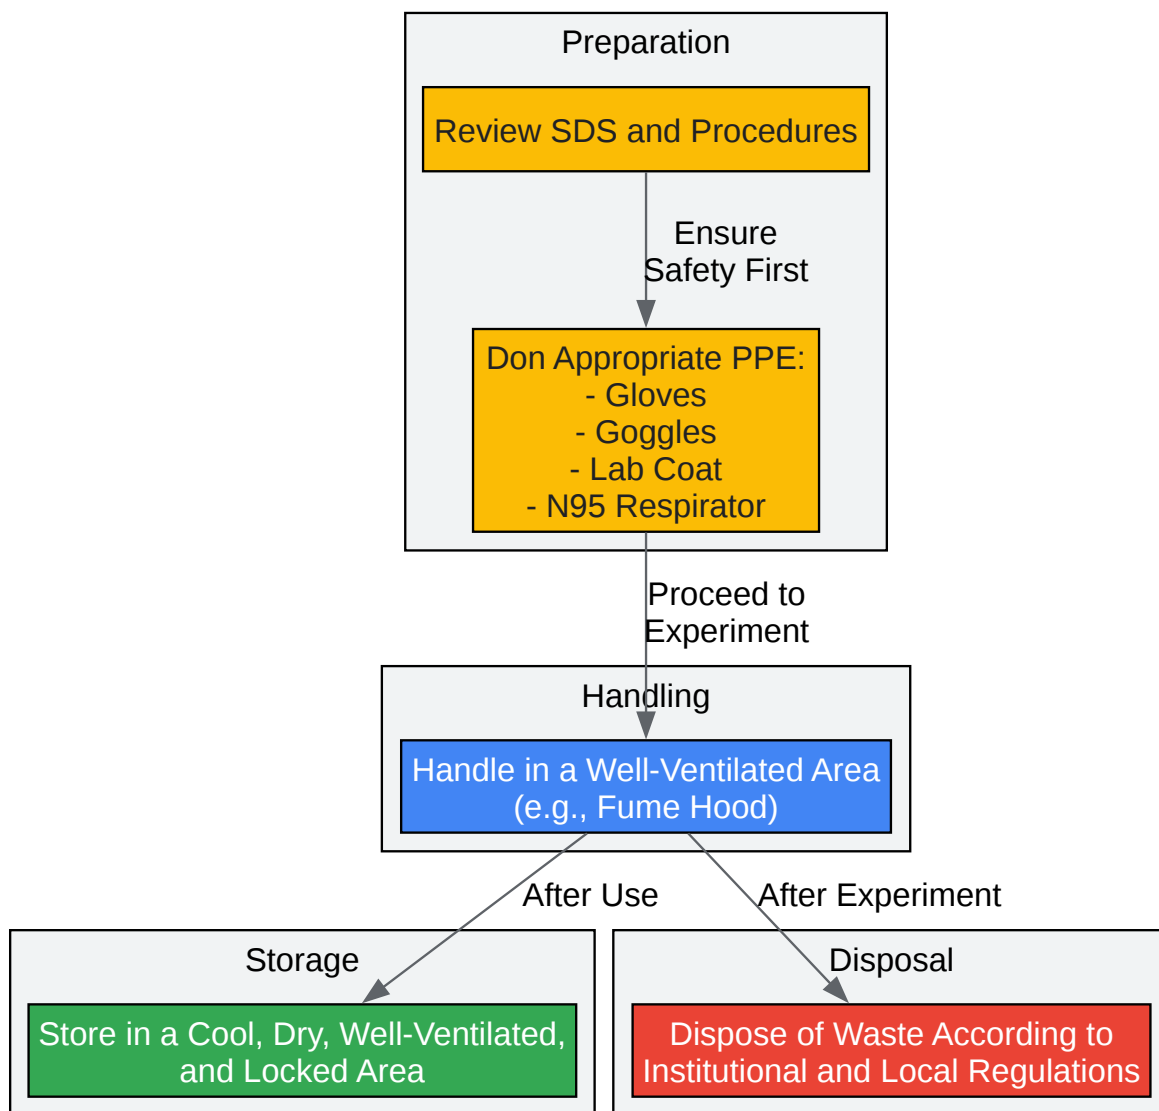 Preparation
Review SDS and Procedures
Ensure
Safety First
Don Appropriate PPE:
- Gloves
- Goggles
- Lab Coat
- N95 Respirator
Proceed to
Experiment
Handling
Handle in a Well-Ventilated Area
(e.g., Fume Hood)
After Use
After Experiment
Storage
Store in a Cool, Dry, Well-Ventilated,
and Locked Area
Disposal
Dispose of Waste According to
Institutional and Local Regulations